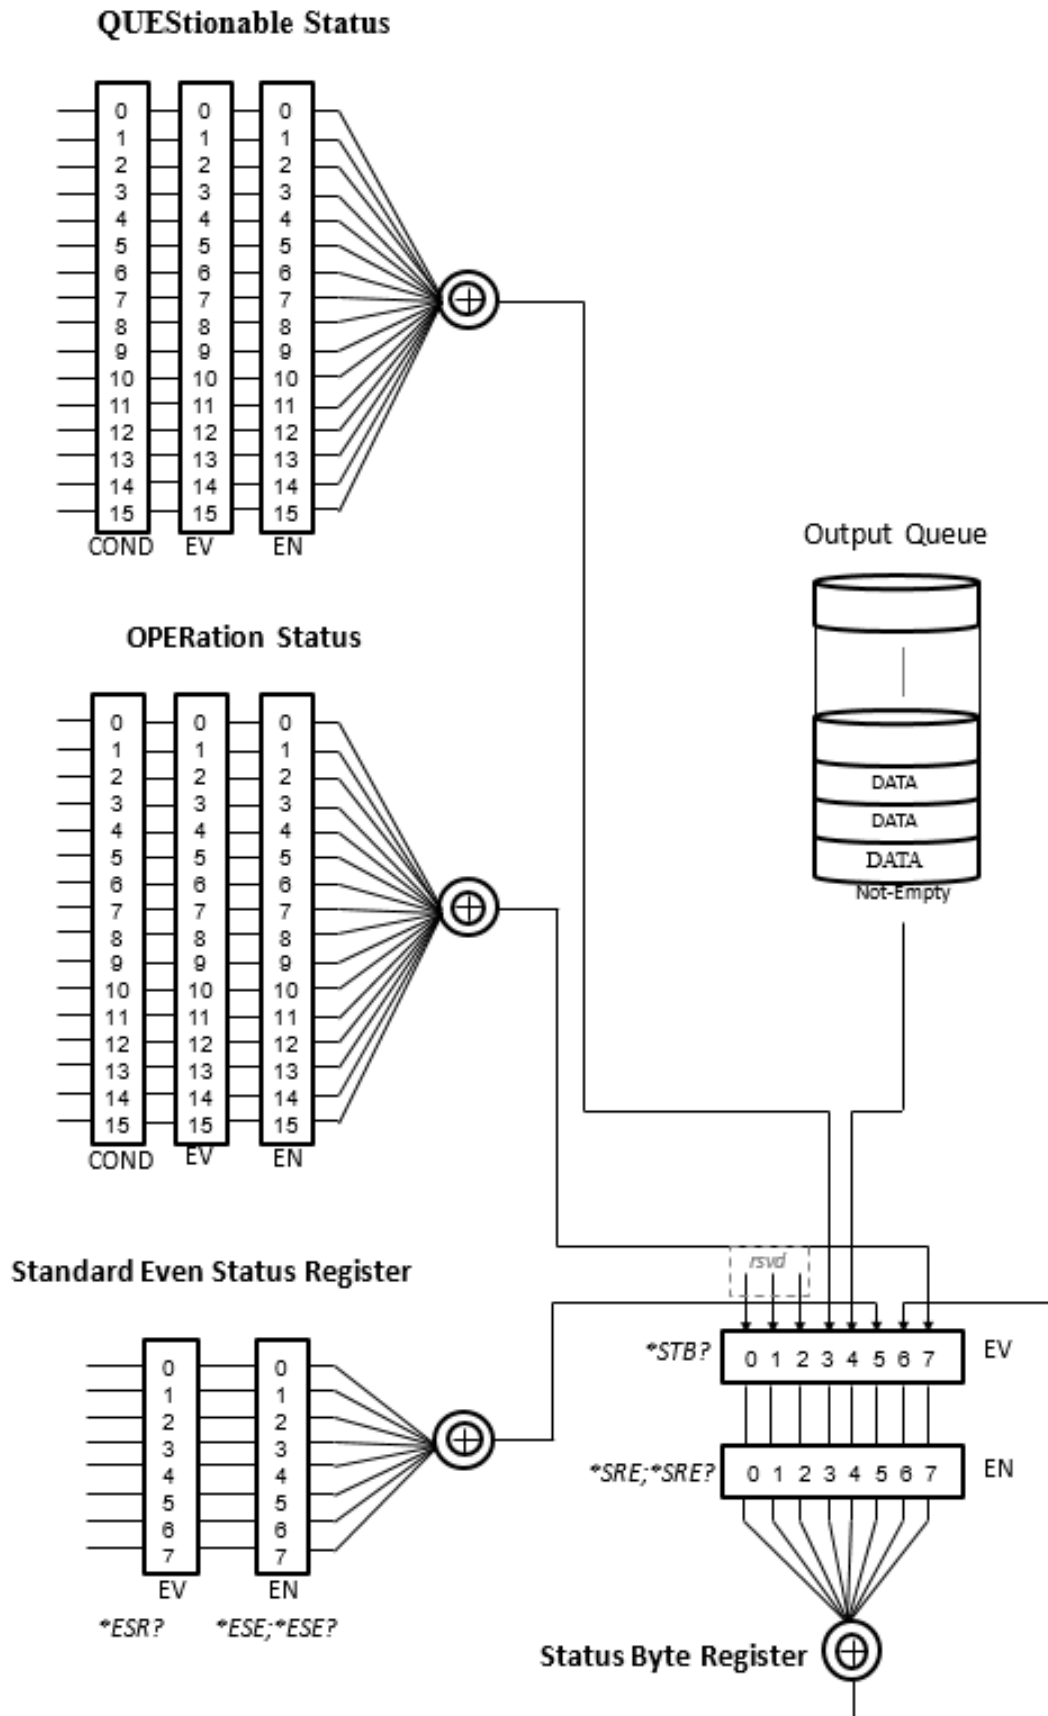 QUEStionable Status
0 0 0
1 1 1
2 2 2
3 3 3
4 4 4
5 5 5
6 6 6
7 7 7
8 8 8
9 9 9
10 10 10
11 11 11
12 12 12
13 13 13
14 14 14
15 15 15
COND EV EN
Output Queue
DATA
DATA
DATA
Not-Empty
OPERation Status
0 0 0
1 1 1
2 2 2
3 3 3
4 4 4
5 5 5
6 6 6
7 7 7
8 8 8
9 9 9
10 10 10
11 11 11
12 12 12
13 13 13
14 14 14
15 15 15
COND EV EN
Standard Even Status Register
0 0
1 1
2 2
3 3
4 4
5 5
6 6
7 7
EV EN
*ESR? *ESE;*ESE?
rsvd
*STB? 0 1 2 3 4 5 6 7 EV
*SRE;*SRE? 0 1 2 3 4 5 6 7 EN
Status Byte Register